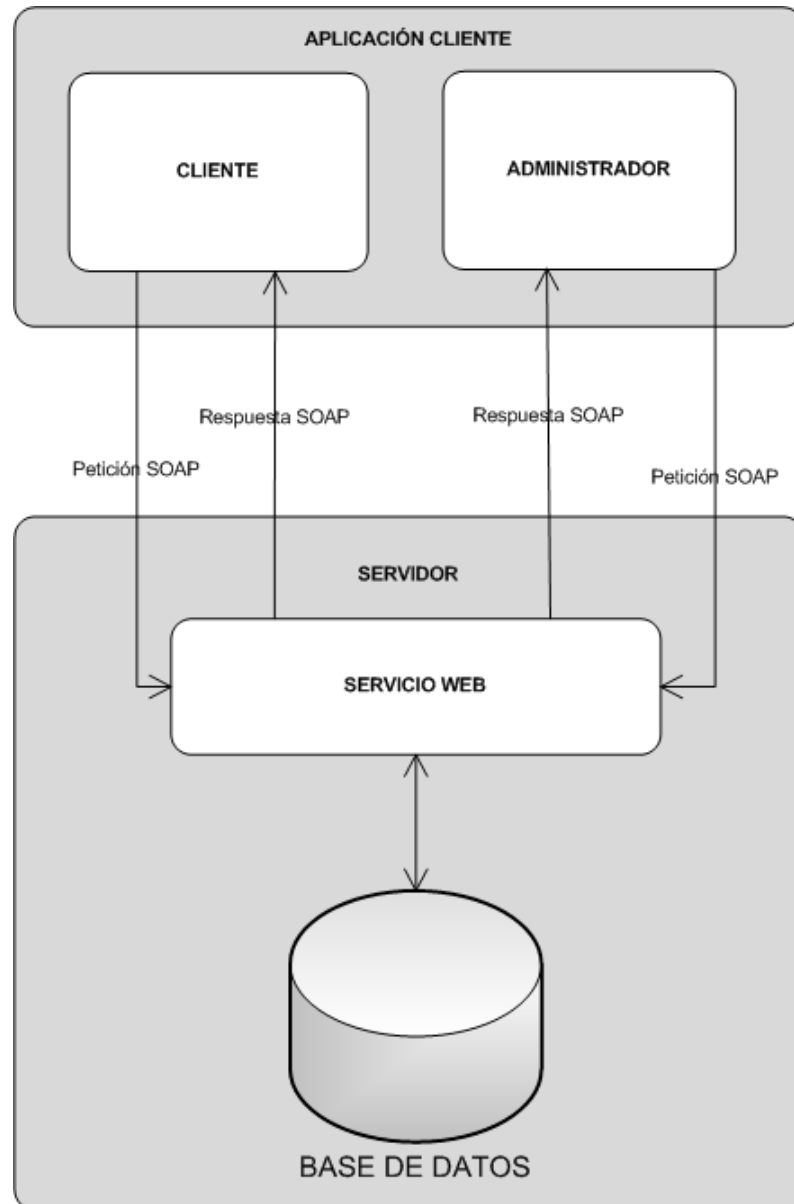 APLICACIÓN CLIENTE
CLIENTE
ADMINISTRADOR
Respuesta SOAP
Respuesta SOAP
Petición SOAP
Petición SOAP
SERVIDOR
SERVICIO WEB
BASE DE DATOS